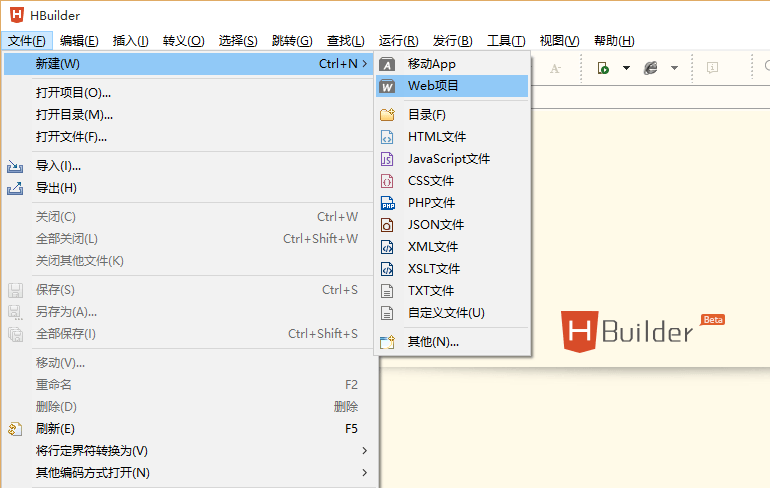 HBuilder
文件(F) 编辑(E) 插入(I) 转义(O) 选择(S) 跳转(G) 查找(L) 运行(R) 发行(B) 工具(T) 视图(V) 帮助(H)
新建(W) Ctrl+N
打开项目(O)...
打开目录(M)...
打开文件(F)...
导入(I)...
导出(H)
关闭(C) Ctrl+W
全部关闭(L) Ctrl+Shift+W
关闭其他文件(K)
保存(S) Ctrl+S
另存为(A)...
全部保存(I) Ctrl+Shift+S
移动(V)...
重命名 F2
删除(D) 删除
刷新(E) F5
将行定界符转换为(V)
其他编码方式打开(N)
移动App
Web项目
目录(F)
HTML文件
JavaScript文件
CSS文件
PHP文件
JSON文件
XML文件
XSLT文件
TXT文件
自定义文件(U)
其他(N)...
HBuilder Beta